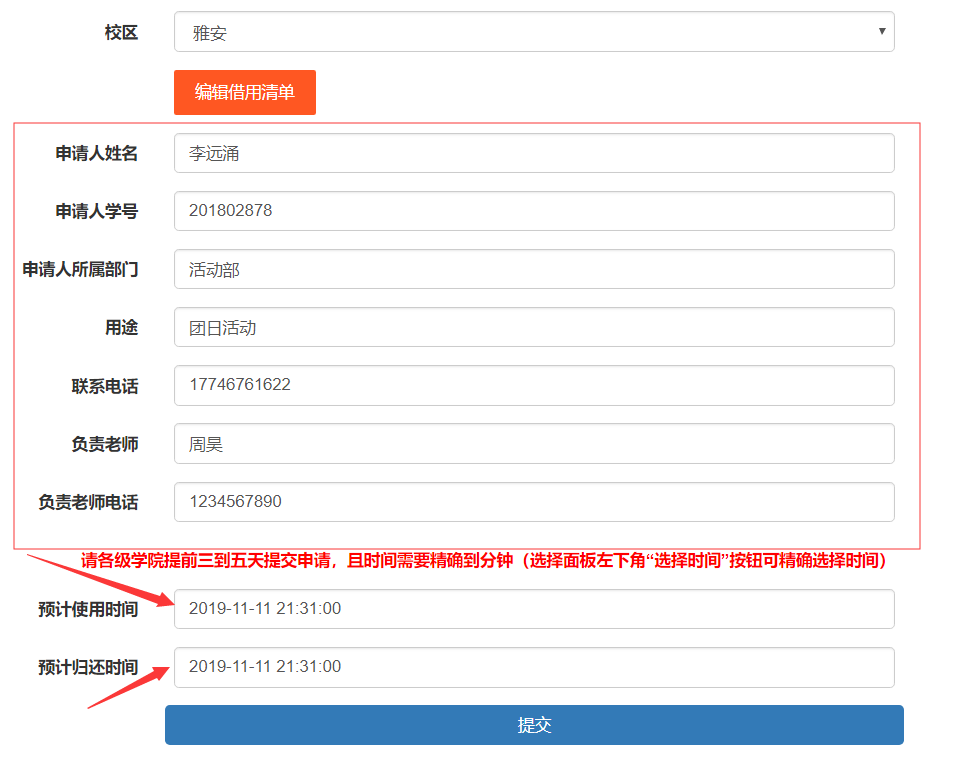 校区 雅安
编辑借用清单
申请人姓名 李远涌
申请人学号 201802878
申请人所属部门 活动部
用途 团日活动
联系电话 17746761622
负责老师 周昊
负责老师电话 1234567890
请各级学院提前三到五天提交申请，且时间需要精确到分钟（选择面板左下角“选择时间”按钮可精确选择时间）
预计使用时间 2019-11-11 21:31:00
预计归还时间 2019-11-11 21:31:00
提交